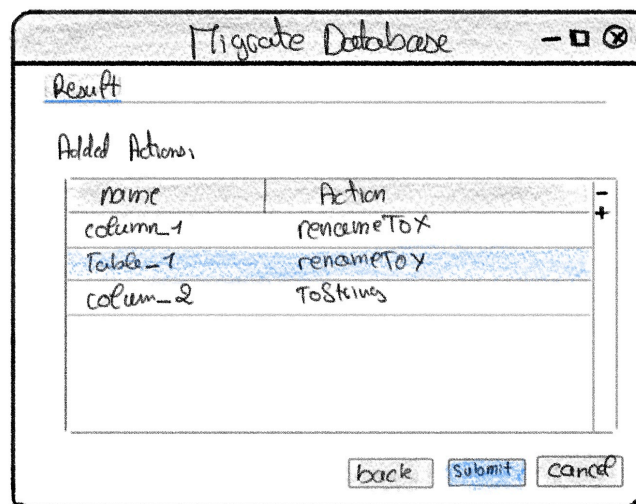 Migrate Database
Result
Added Actions:
name Action
column_1 renameToX
Table_1 renameToY
colum_2 ToString
back submit cancel